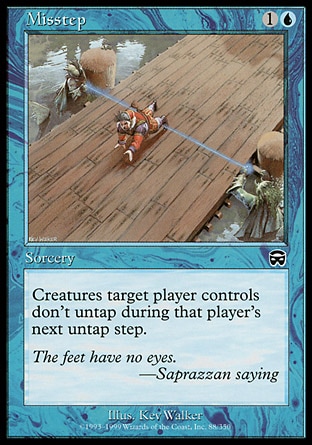 Misstep 1
Sorcery
Creatures target player controls
don't untap during that player's
next untap step.
The feet have no eyes.
—Saprazzan saying
Illus. Kev Walker
©1993-1999 Wizards of the Coast, Inc. 88/350